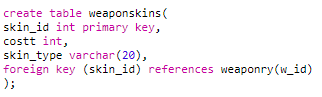 create table weaponskins(
skin_id int primary key,
costt int,
skin_type varchar(20),
foreign key (skin_id) references weaponry(w_id)
);